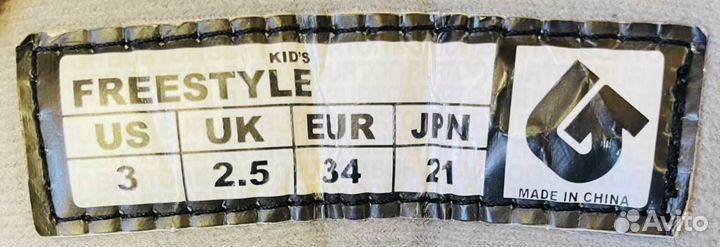 KID'S
FREESTYLE
US UK EUR JPN
3 2.5 34 21
MADE IN CHINA
Avito